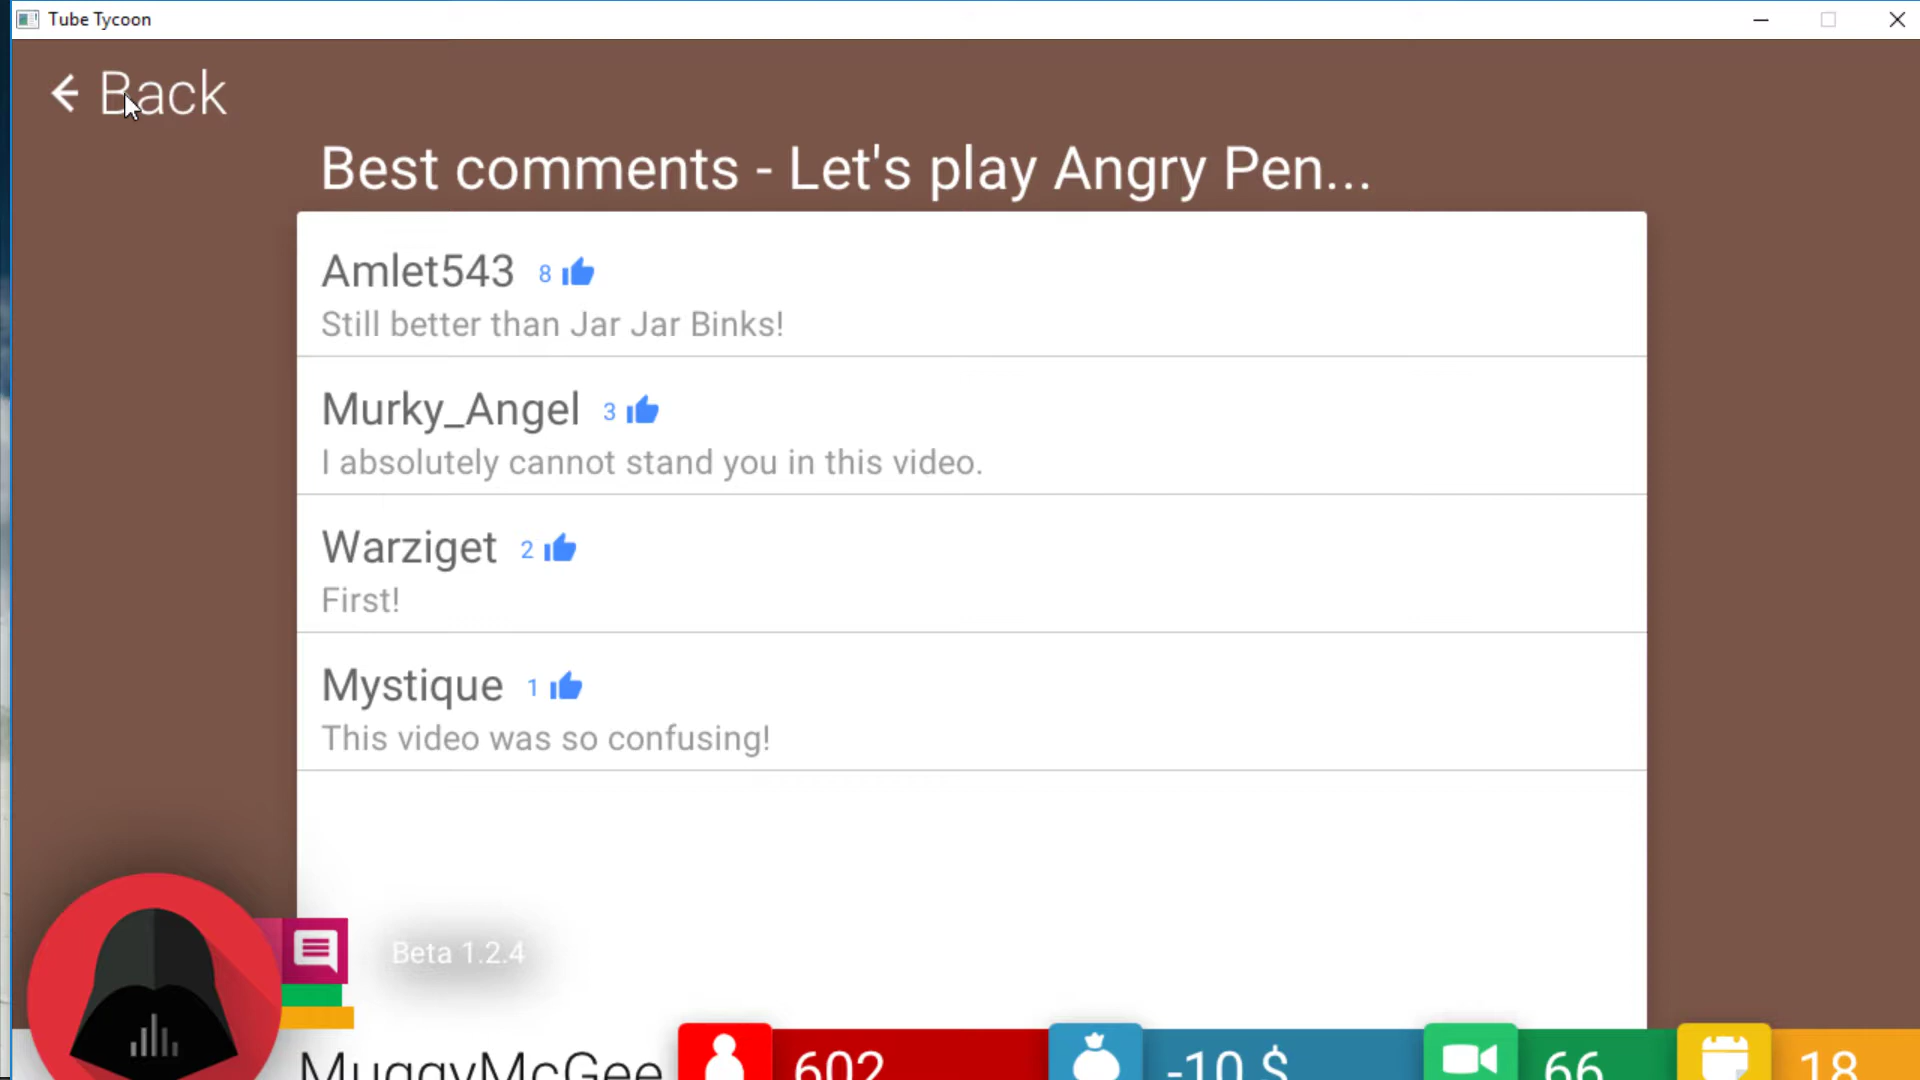 Tube Tycoon
Back
Best comments - Let's play Angry Pen...
Amlet543 8
Still better than Jar Jar Binks!
Murky_Angel 3
I absolutely cannot stand you in this video.
Warziget 2
First!
Mystique 1
This video was so confusing!
Beta 1.2.4
MuggyMcGee 602 -10 $ 66 18